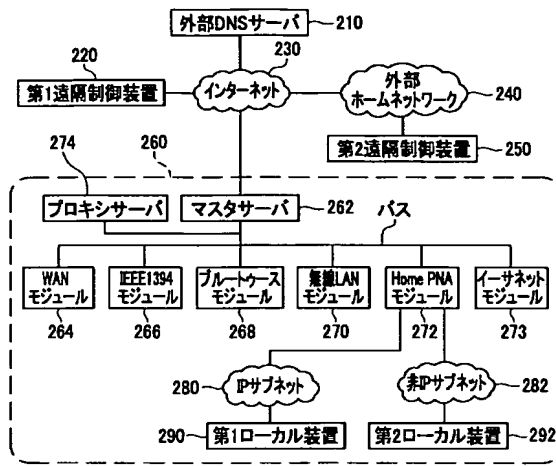 外部DNSサーバ 210
220 230
第1遠隔制御装置 インターネット 外部
ホームネットワーク 240
274 260 第2遠隔制御装置 250
プロキシサーバ マスタサーバ 262 バス
WAN
モジュール
IEEE1394
モジュール
ブルートゥース
モジュール
無線LAN
モジュール
Home PNA
モジュール
イーサネット
モジュール
264 266 268 270 272 273
280 IPサブネット 非IPサブネット 282
290 第1ローカル装置 第2ローカル装置 292